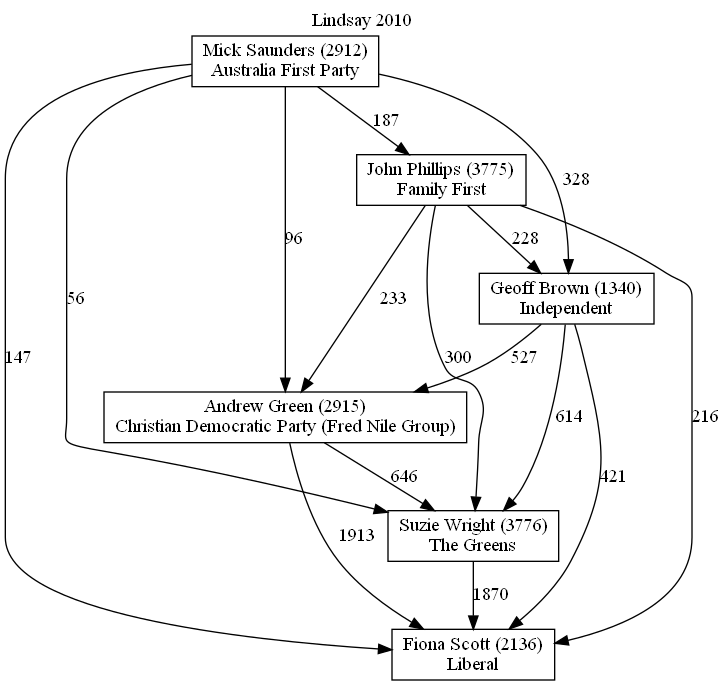 Lindsay 2010
Mick Saunders (2912)
Australia First Party
187
John Phillips (3775)
Family First
328
96
228
Geoff Brown (1340)
Independent
56
233
147
300
527
Andrew Green (2915)
Christian Democratic Party (Fred Nile Group)
614
216
646
421
Suzie Wright (3776)
The Greens
1913
1870
Fiona Scott (2136)
Liberal